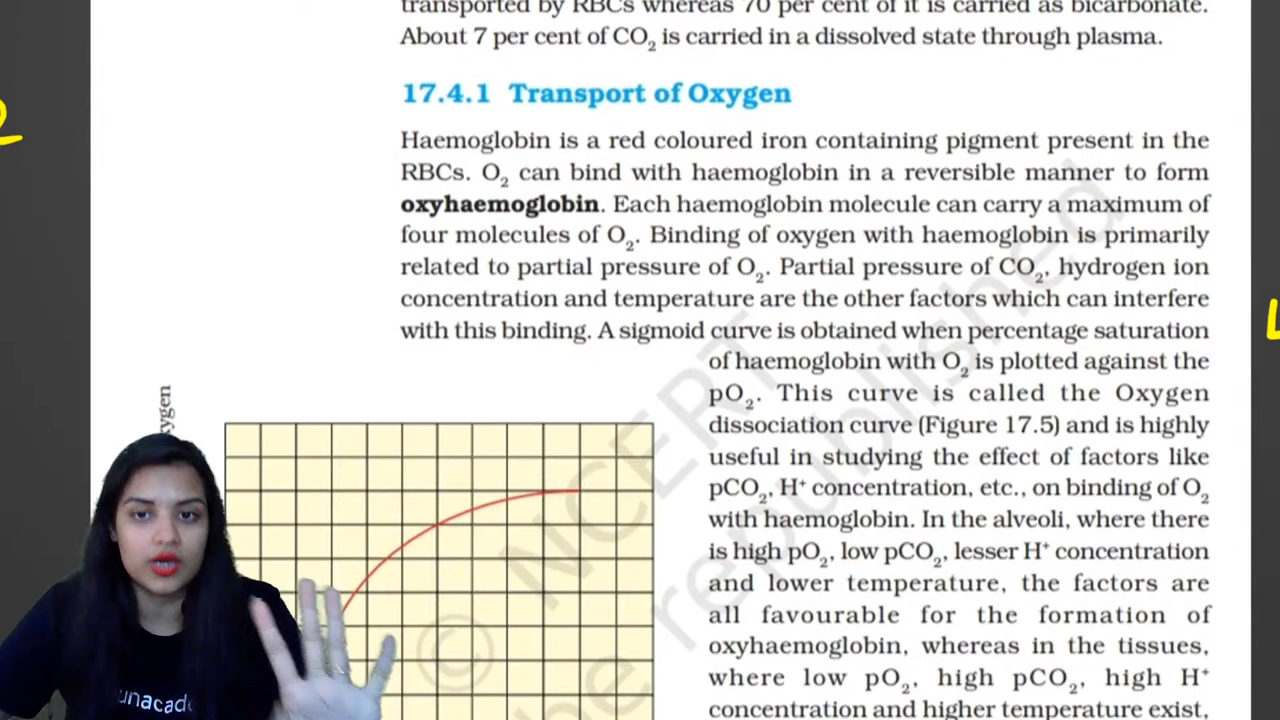 transported by RBCs whereas 70 per cent of it is carried as bicarbonate.
About 7 per cent of CO₂ is carried in a dissolved state through plasma.
17.4.1 Transport of Oxygen
Haemoglobin is a red coloured iron containing pigment present in the
RBCs. O₂ can bind with haemoglobin in a reversible manner to form
oxyhaemoglobin. Each haemoglobin molecule can carry a maximum of
four molecules of O₂. Binding of oxygen with haemoglobin is primarily
related to partial pressure of O₂. Partial pressure of CO₂, hydrogen ion
concentration and temperature are the other factors which can interfere
with this binding. A sigmoid curve is obtained when percentage saturation
of haemoglobin with O₂ is plotted against the
pO₂. This curve is called the Oxygen
dissociation curve (Figure 17.5) and is highly
useful in studying the effect of factors like
pCO₂, H⁺ concentration, etc., on binding of O₂
with haemoglobin. In the alveoli, where there
is high pO₂, low pCO₂, lesser H⁺ concentration
and lower temperature, the factors are
all favourable for the formation of
oxyhaemoglobin, whereas in the tissues,
where low pO₂, high pCO₂, high H⁺
concentration and higher temperature exist,
© NCERT
be republished